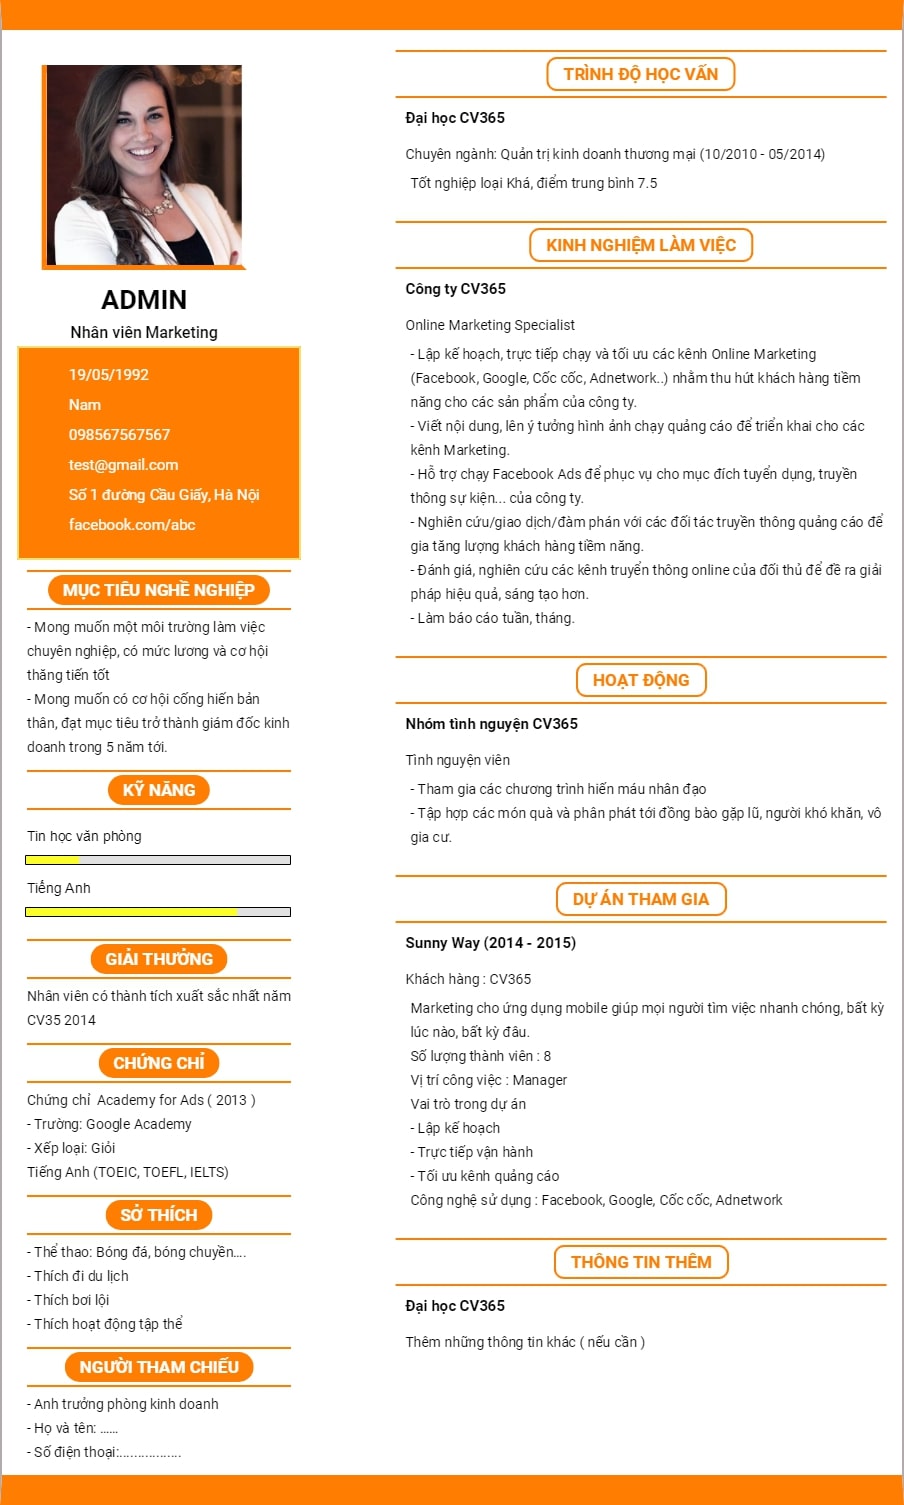 ADMIN
Nhân viên Marketing
19/05/1992
Nam
098567567567
test@gmail.com
Số 1 đường Cầu Giấy, Hà Nội
facebook.com/abc
MỤC TIÊU NGHỀ NGHIỆP
- Mong muốn một môi trường làm việc
chuyên nghiệp, có mức lương và cơ hội
thăng tiến tốt
- Mong muốn có cơ hội cống hiến bản
thân, đạt mục tiêu trở thành giám đốc kinh
doanh trong 5 năm tới.
KỸ NĂNG
Tin học văn phòng
Tiếng Anh
GIẢI THƯỞNG
Nhân viên có thành tích xuất sắc nhất năm
CV35 2014
CHỨNG CHỈ
Chứng chỉ Academy for Ads ( 2013 )
- Trường: Google Academy
- Xếp loại: Giỏi
Tiếng Anh (TOEIC, TOEFL, IELTS)
SỞ THÍCH
- Thể thao: Bóng đá, bóng chuyền....
- Thích đi du lịch
- Thích bơi lội
- Thích hoạt động tập thể
NGƯỜI THAM CHIẾU
- Anh trưởng phòng kinh doanh
- Họ và tên: ......
- Số điện thoại:.................
TRÌNH ĐỘ HỌC VẤN
Đại học CV365
Chuyên ngành: Quản trị kinh doanh thương mại (10/2010 - 05/2014)
Tốt nghiệp loại Khá, điểm trung bình 7.5
KINH NGHIỆM LÀM VIỆC
Công ty CV365
Online Marketing Specialist
- Lập kế hoạch, trực tiếp chạy và tối ưu các kênh Online Marketing
(Facebook, Google, Cốc cốc, Adnetwork..) nhằm thu hút khách hàng tiềm
năng cho các sản phẩm của công ty.
- Viết nội dung, lên ý tưởng hình ảnh chạy quảng cáo để triển khai cho các
kênh Marketing.
- Hỗ trợ chạy Facebook Ads để phục vụ cho mục đích tuyển dụng, truyền
thông sự kiện... của công ty.
- Nghiên cứu/giao dịch/đàm phán với các đối tác truyền thông quảng cáo để
gia tăng lượng khách hàng tiềm năng.
- Đánh giá, nghiên cứu các kênh truyền thông online của đối thủ để đề ra giải
pháp hiệu quả, sáng tạo hơn.
- Làm báo cáo tuần, tháng.
HOẠT ĐỘNG
Nhóm tình nguyện CV365
Tình nguyện viên
- Tham gia các chương trình hiến máu nhân đạo
- Tập hợp các món quà và phân phát tới đồng bào gặp lũ, người khó khăn, vô
gia cư.
DỰ ÁN THAM GIA
Sunny Way (2014 - 2015)
Khách hàng : CV365
Marketing cho ứng dụng mobile giúp mọi người tìm việc nhanh chóng, bất kỳ
lúc nào, bất kỳ đâu.
Số lượng thành viên : 8
Vị trí công việc : Manager
Vai trò trong dự án
- Lập kế hoạch
- Trực tiếp vận hành
- Tối ưu kênh quảng cáo
Công nghệ sử dụng : Facebook, Google, Cốc cốc, Adnetwork
THÔNG TIN THÊM
Đại học CV365
Thêm những thông tin khác ( nếu cần )